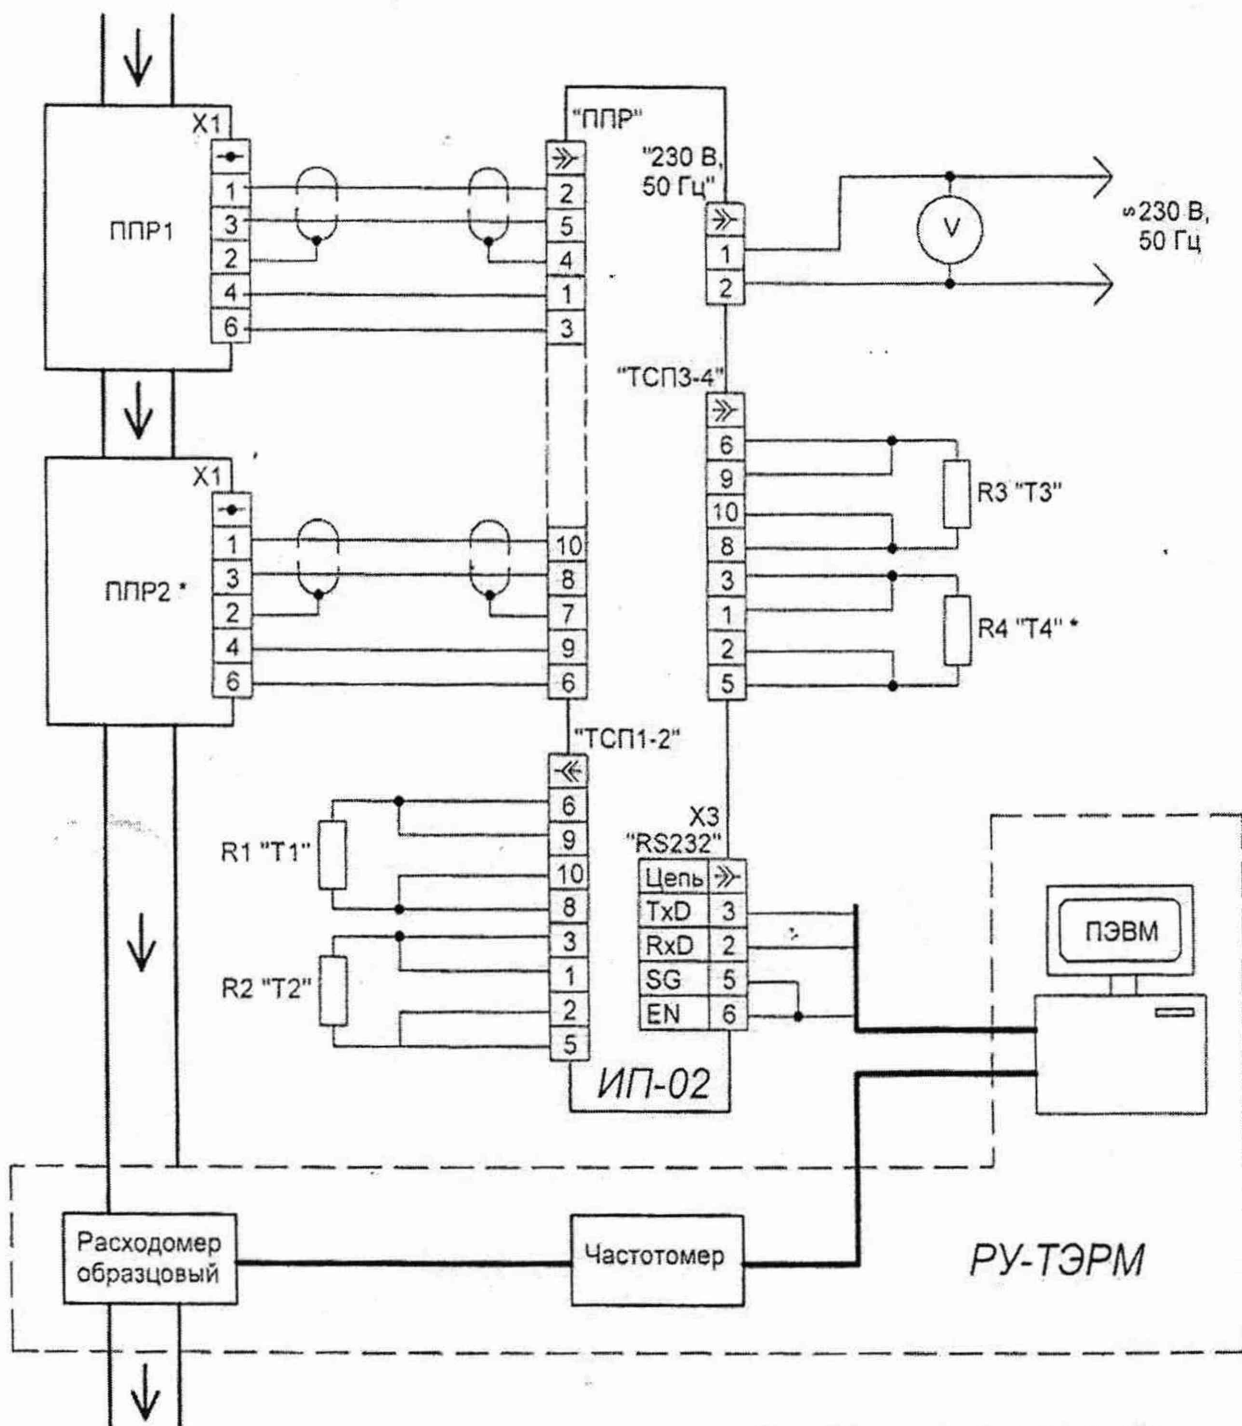 X1
"ППР"
"230 В,
50 Гц"
ППР1
1
3
2
4
6
2
5
4
1
3
1
2
V
230 В,
50 Гц
"ТСП3-4"
6
9
10
8
3
1
2
5
R3 "Т3"
R4 "Т4" *
X1
ППР2 *
1
3
2
4
6
10
8
7
9
6
"ТСП1-2"
6
9
10
8
3
1
2
5
R1 "Т1"
R2 "Т2"
X3
"RS232"
Цепь
TxD 3
RxD 2
SG 5
EN 6
ИП-02
ПЭВМ
Расходомер
образцовый
Частотомер
РУ-ТЭРМ